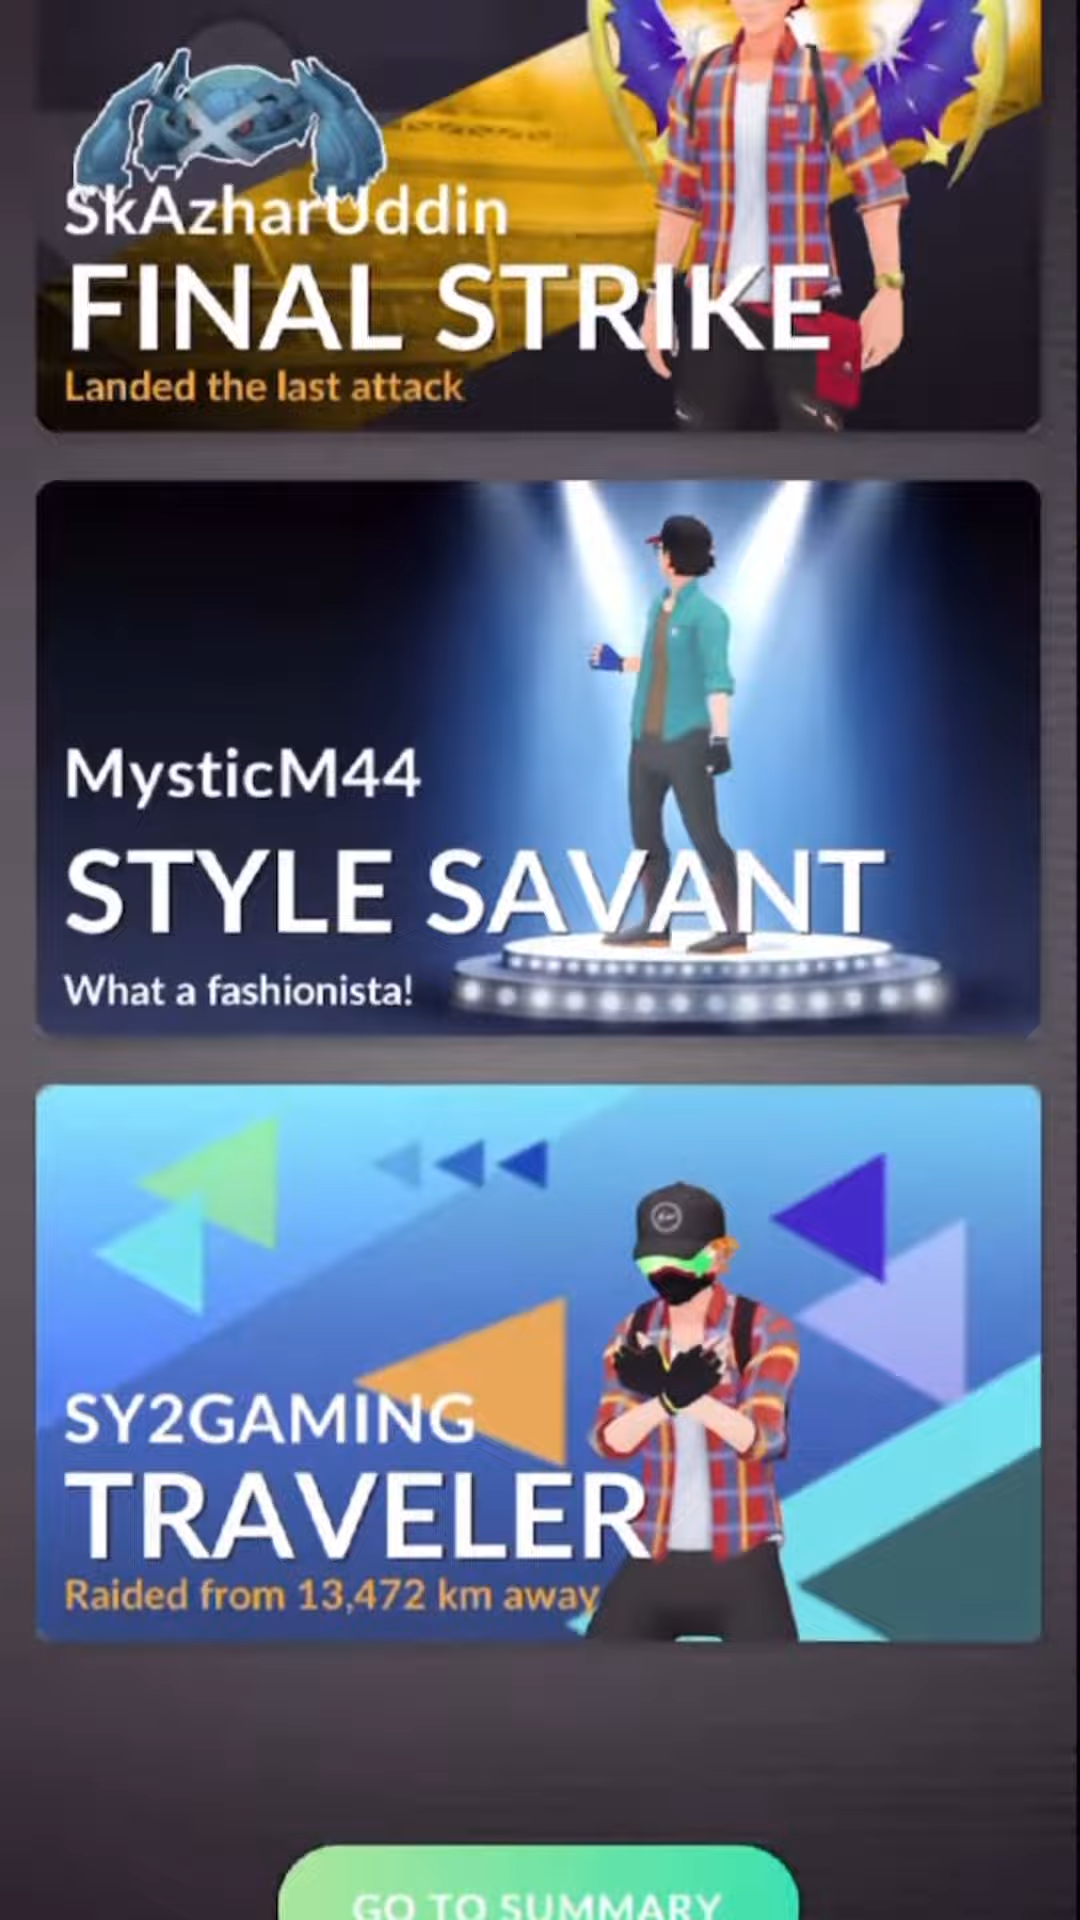 SkAzharUddin
FINAL STRIKE
Landed the last attack
MysticM44
STYLE SAVANT
What a fashionista!
SY2GAMING
TRAVELER
Raided from 13,472 km away
GO TO SUMMARY